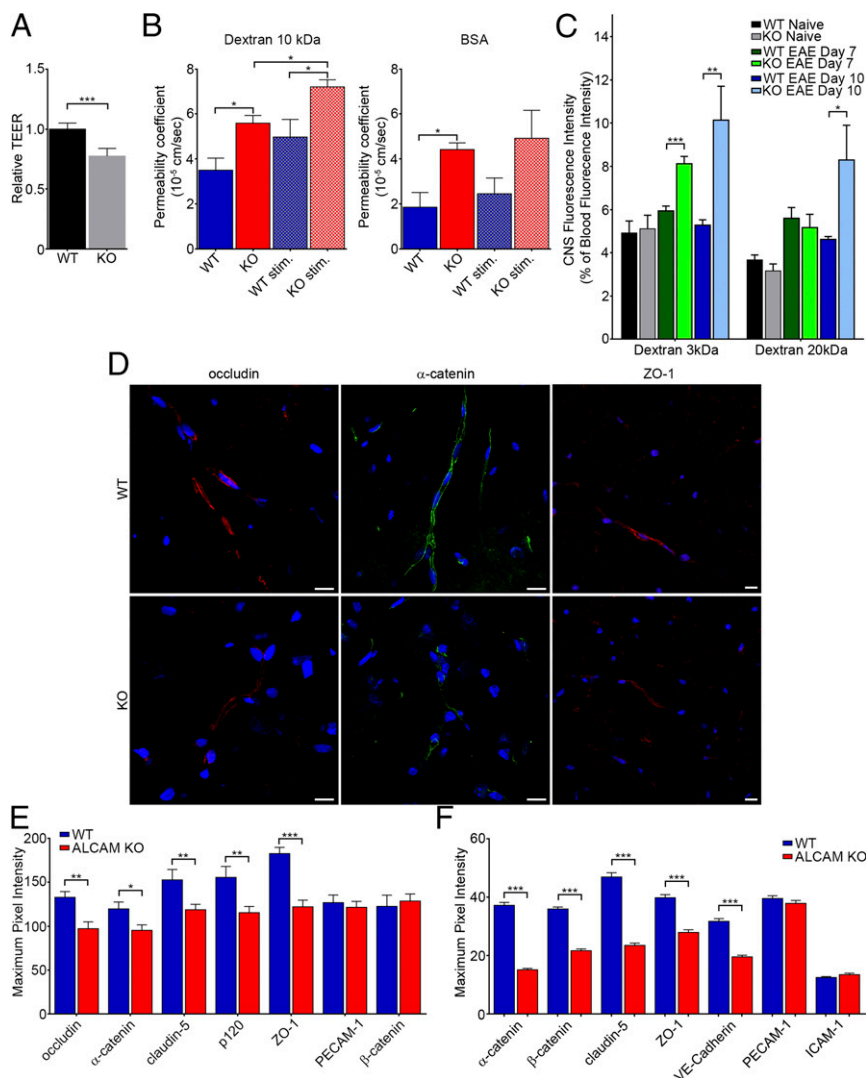 A
Relative TEER
1.5
1.0
0.5
0.0
***
WT
KO
B
Dextran 10 kDa
Permeability coefficient
(10-5 cm/sec)
8
6
4
2
0
*
*
*
WT
KO
WT stim.
KO stim.
BSA
Permeability coefficient
(10-5 cm/sec)
8
6
4
2
0
*
WT
KO
WT stim.
KO stim.
C
CNS Fluorescence Intensity
(% of Blood Fluorecence Intensity)
14
12
10
8
6
4
2
0
WT Naive
KO Naive
WT EAE Day 7
KO EAE Day 7
WT EAE Day 10
KO EAE Day 10
***
**
*
Dextran 3kDa
Dextran 20kDa
D
occludin
α-catenin
ZO-1
WT
KO
E
Maximum Pixel Intensity
200
150
100
50
0
WT
ALCAM KO
**
*
**
**
***
occludin
α-catenin
claudin-5
p120
ZO-1
PECAM-1
β-catenin
F
Maximum Pixel Intensity
60
40
20
0
WT
ALCAM KO
***
***
***
***
***
α-catenin
β-catenin
claudin-5
ZO-1
VE-Cadherin
PECAM-1
ICAM-1